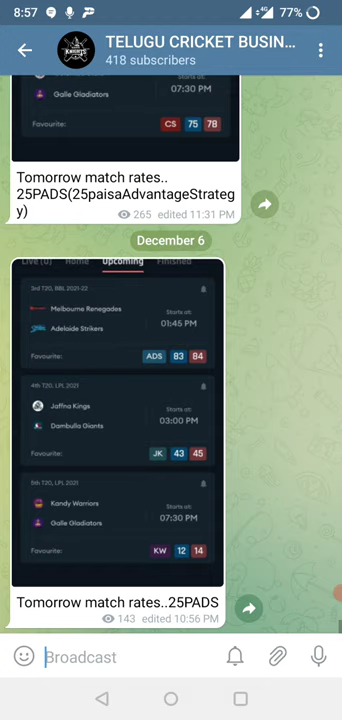 8:57
4G
77%
TELUGU CRICKET BUSIN...
418 subscribers
Starts at:
07:30 PM
Galle Gladiators
Favourite: CS 75 78
Tomorrow match rates..
25PADS(25paisaAdvantageStrateg
y)
265 edited 11:31 PM
December 6
Live (0) Home Upcoming Finished
3rd T20, BBL 2021-22
Melbourne Renegades
Starts at:
01:45 PM
Adelaide Strikers
Favourite: ADS 83 84
4th T20, LPL 2021
Jaffna Kings
Starts at:
03:00 PM
Dambulla Giants
Favourite: JK 43 45
5th T20, LPL 2021
Kandy Warriors
Starts at:
07:30 PM
Galle Gladiators
Favourite: KW 12 14
Tomorrow match rates..25PADS
143 edited 10:56 PM
Broadcast